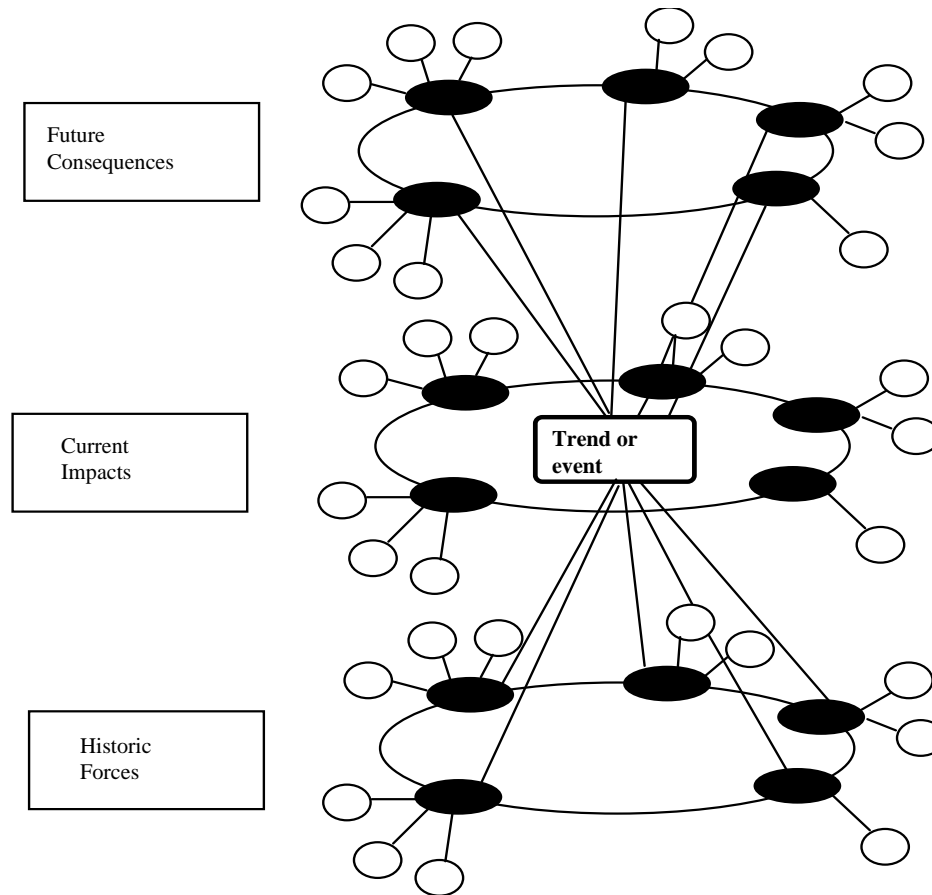 Future
Consequences
Current
Impacts
Trend or
event
Historic
Forces